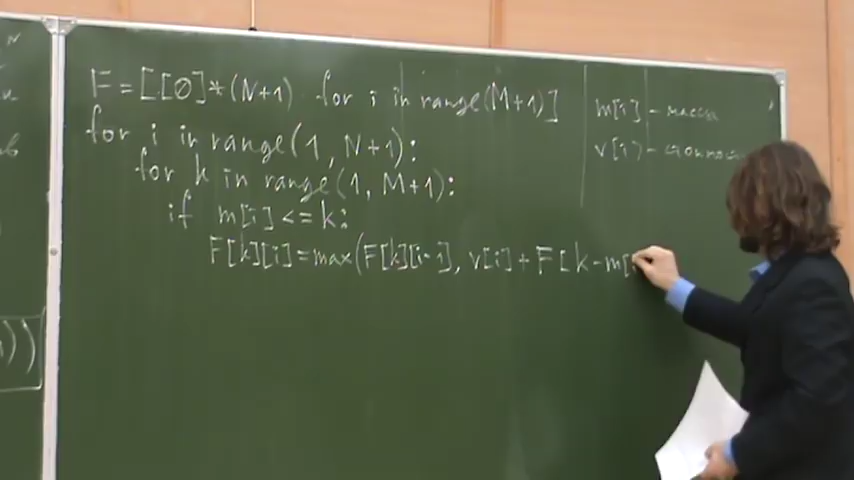 F = [[0]*(N+1) for i in range(M+1)]
for i in range(1, N+1):
for k in range(1, M+1):
if m[i] <= k:
F[k][i] = max(F[k][i-1], v[i] + F[k-m[i
m[i] - масса
v[i] -